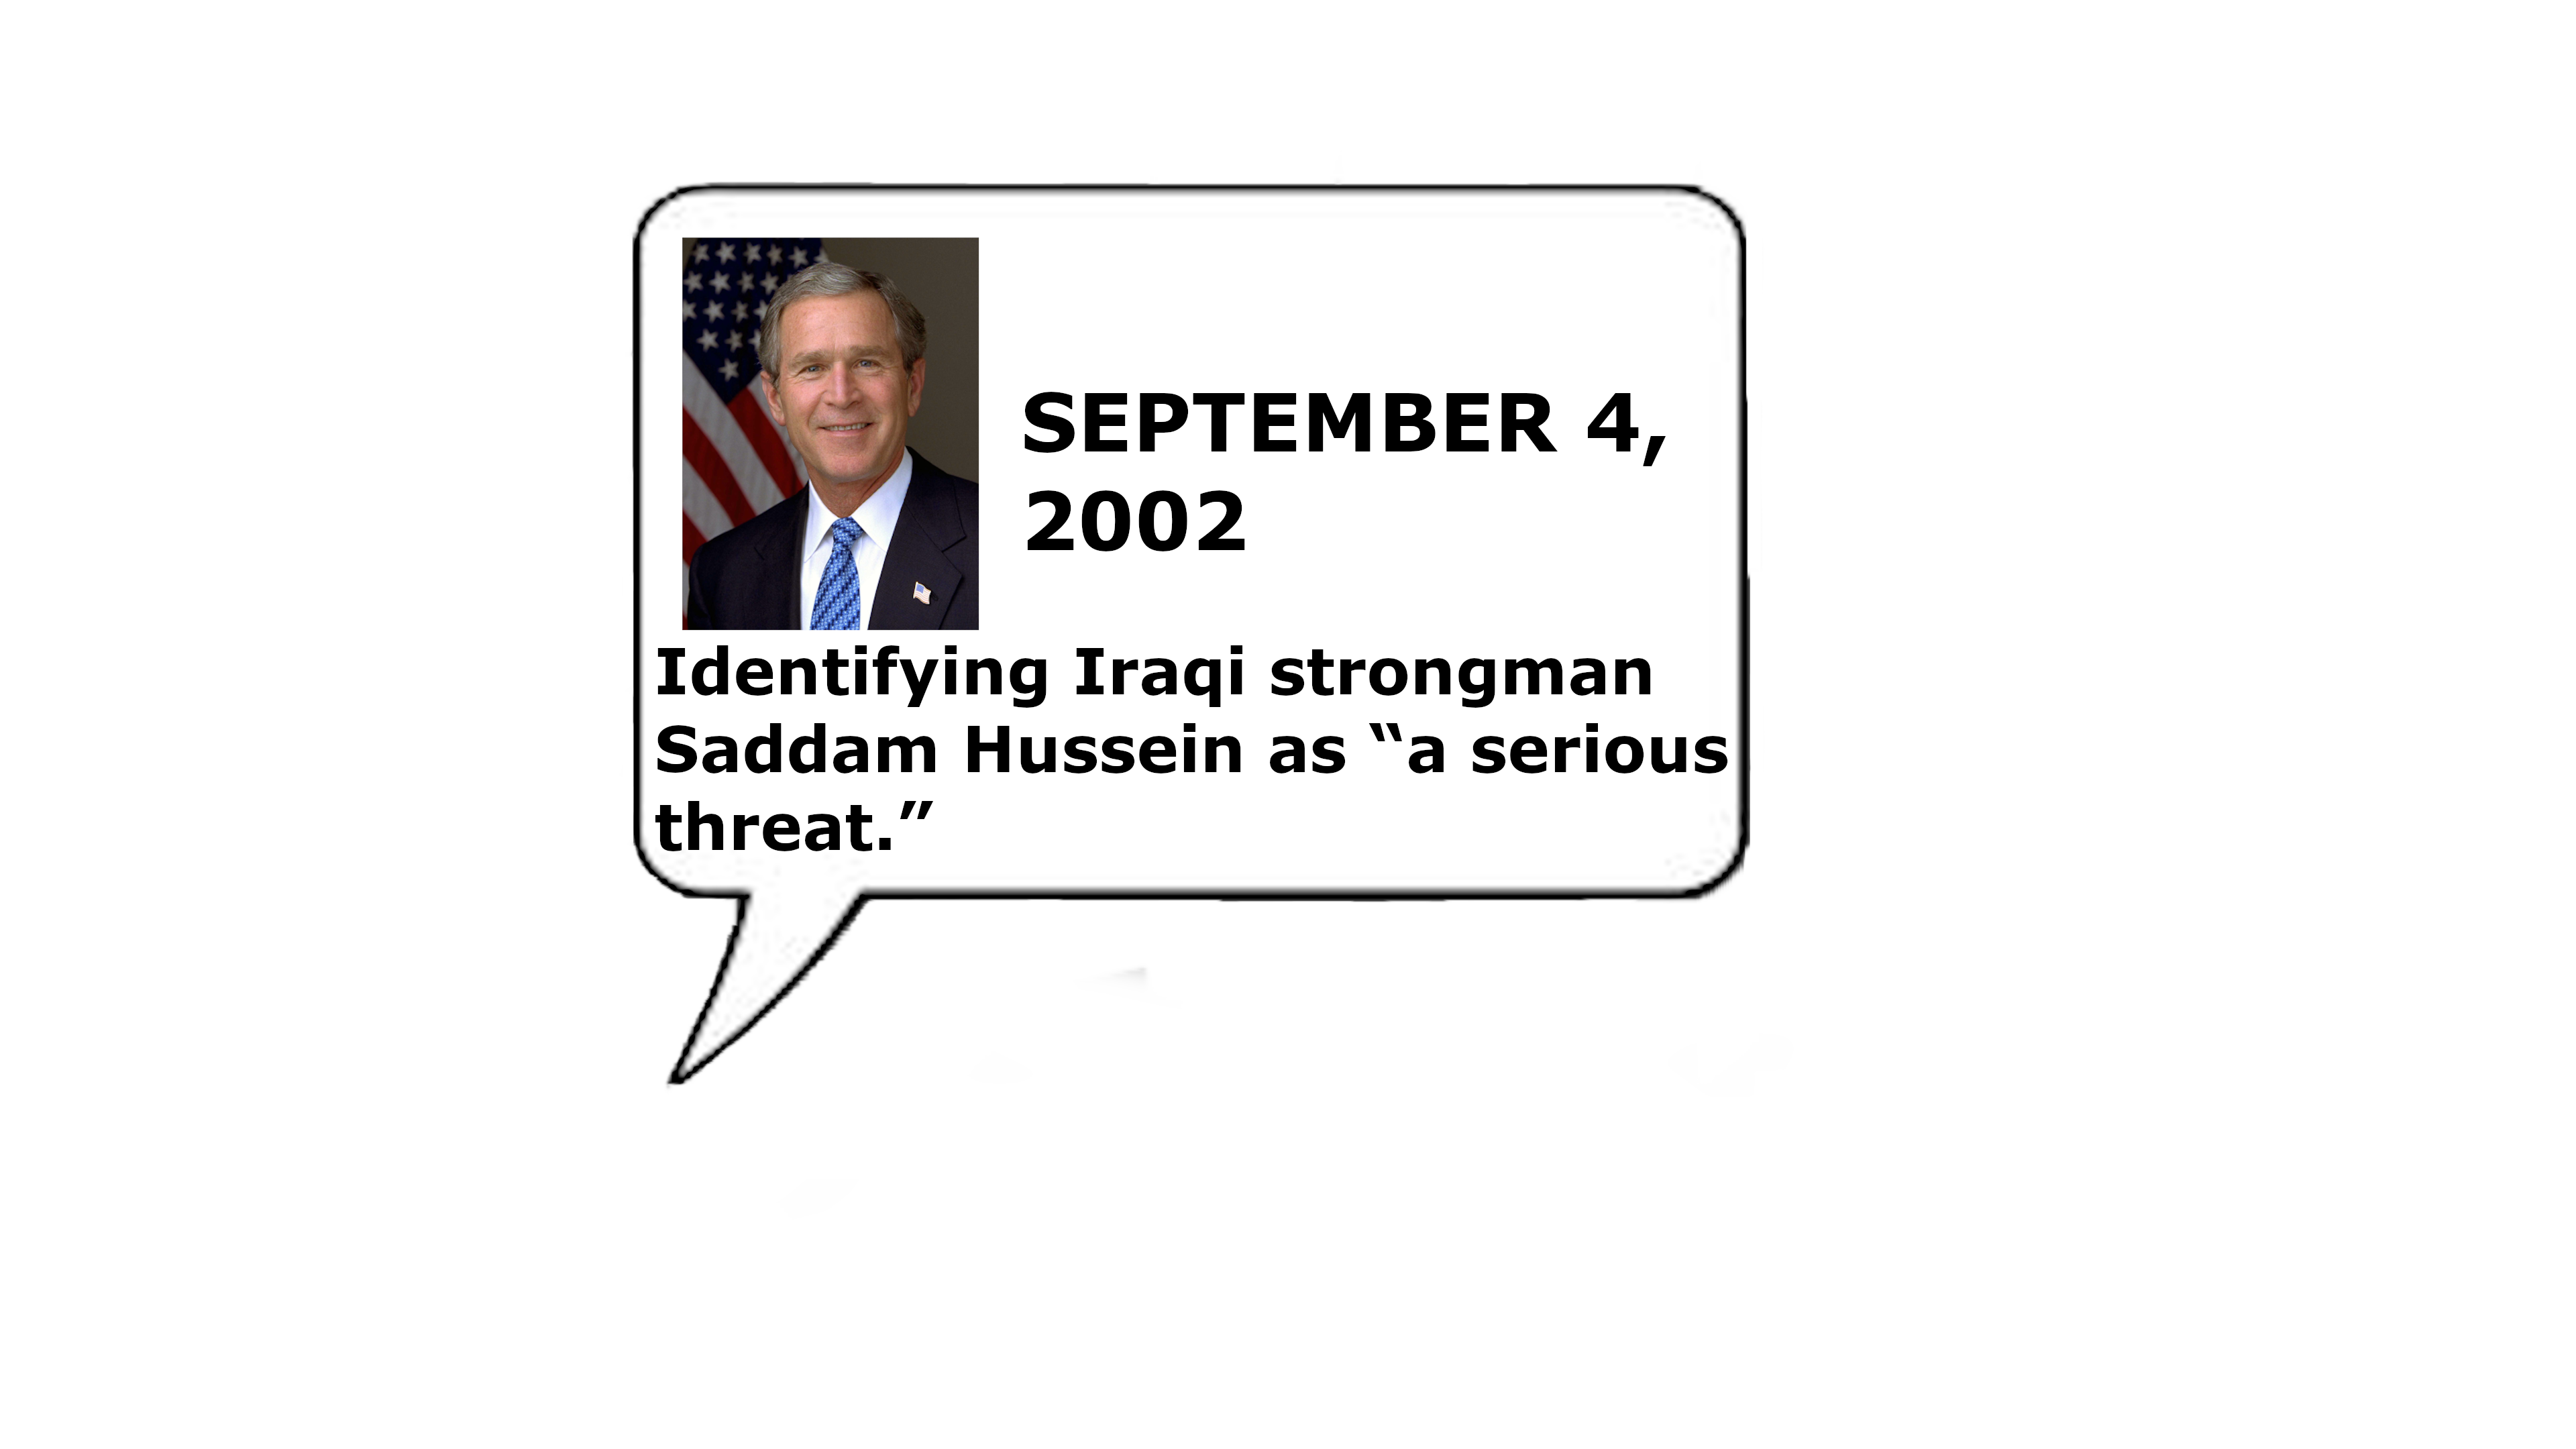 SEPTEMBER 4,
2002
Identifying Iraqi strongman
Saddam Hussein as “a serious
threat.”